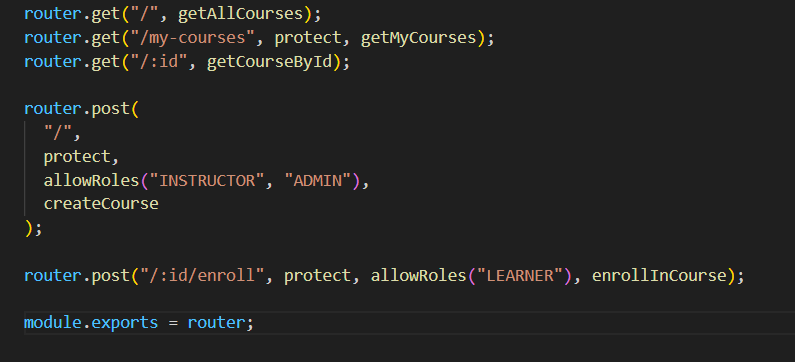 router.get("/", getAllCourses);
router.get("/my-courses", protect, getMyCourses);
router.get("/:id", getCourseById);
router.post(
"/",
protect,
allowRoles("INSTRUCTOR", "ADMIN"),
createCourse
);
router.post("/:id/enroll", protect, allowRoles("LEARNER"), enrollInCourse);
module.exports = router;